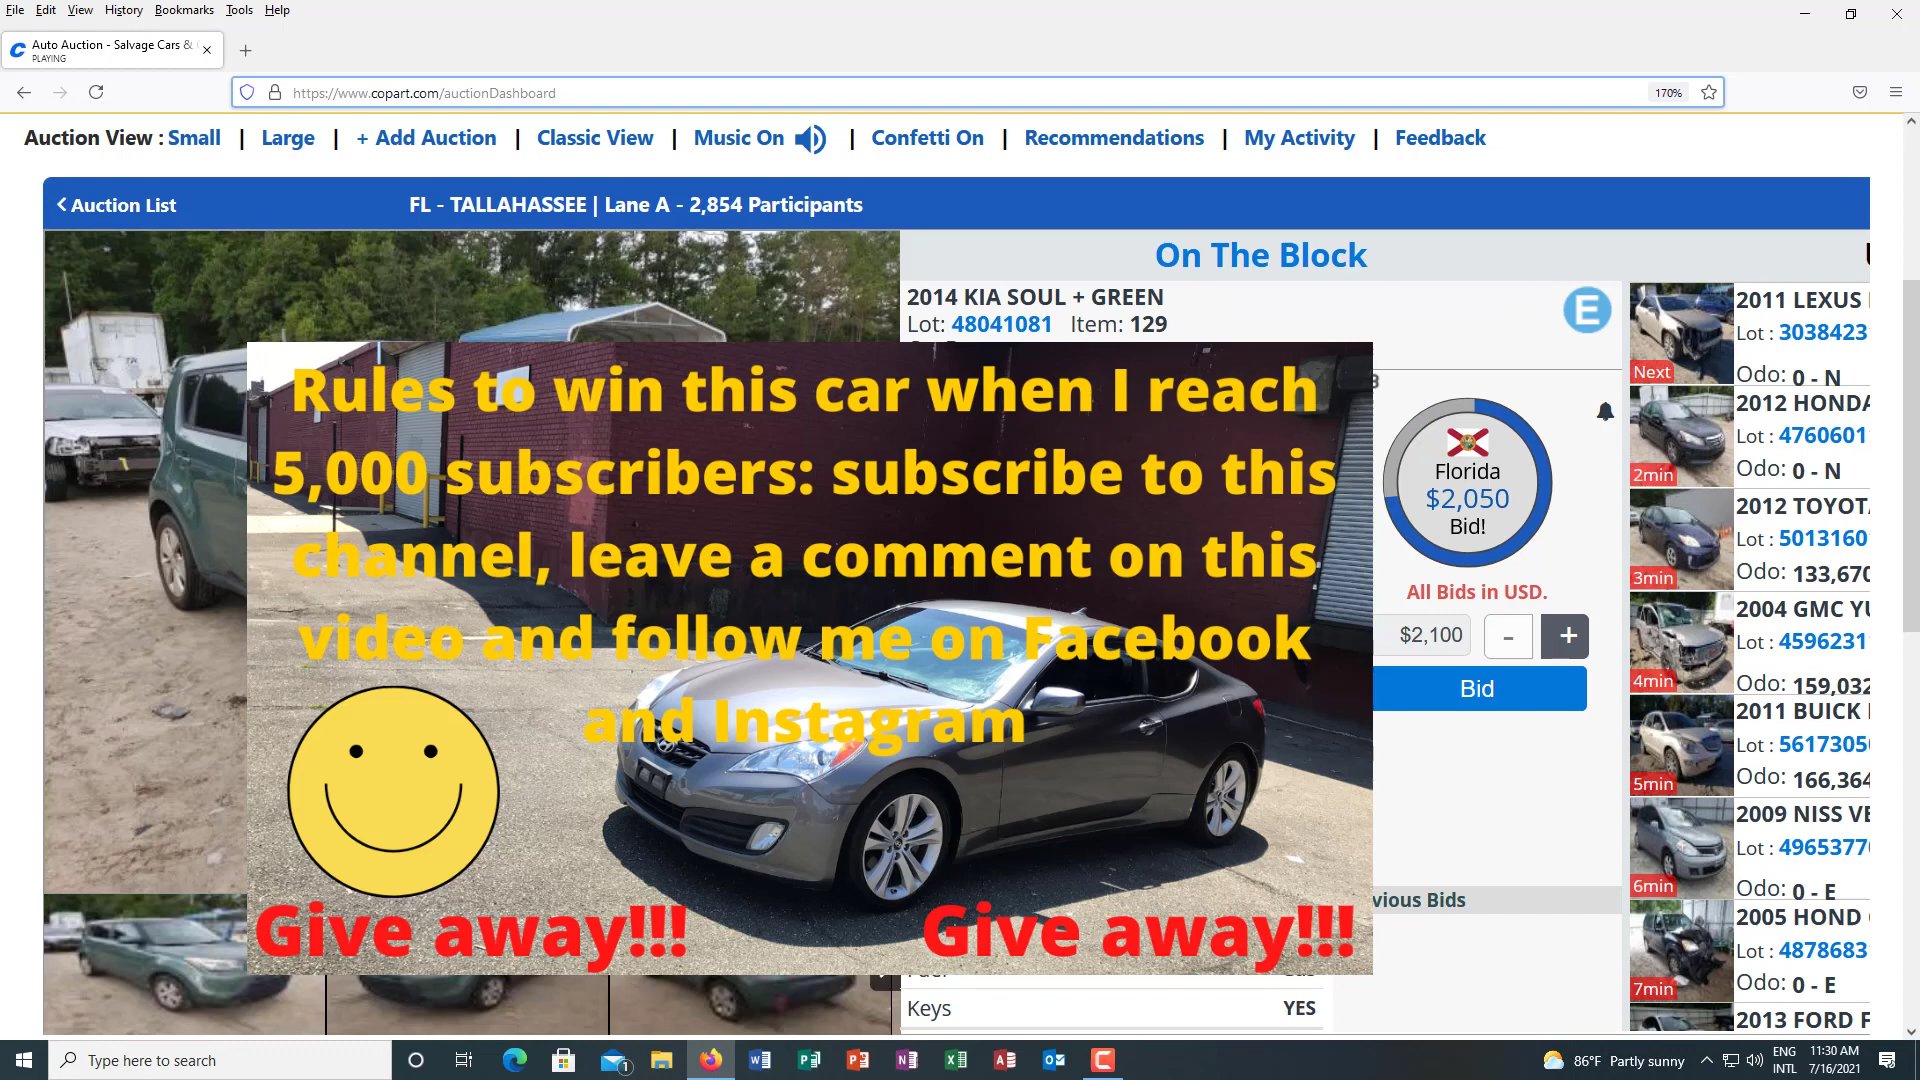 File Edit View History Bookmarks Tools Help
Auto Auction - Salvage Cars &
PLAYING
https://www.copart.com/auctionDashboard
170%
Auction View : Small | Large | + Add Auction | Classic View | Music On | Confetti On | Recommendations | My Activity | Feedback
Auction List
FL - TALLAHASSEE | Lane A - 2,854 Participants
On The Block
2014 KIA SOUL + GREEN
Lot: 48041081 Item: 129
E
Rules to win this car when I reach
5,000 subscribers: subscribe to this
channel, leave a comment on this
video and follow me on Facebook
and Instagram
Give away!!! Give away!!!
Florida
$2,050
Bid!
All Bids in USD.
$2,100 - +
Bid
vious Bids
Keys YES
2011 LEXUS
Lot : 3038423
Next
Odo: 0 - N
2012 HONDA
Lot : 4760601
2min
Odo: 0 - N
2012 TOYOTA
Lot : 5013160
3min
Odo: 133,670
2004 GMC YU
Lot : 4596231
4min
Odo: 159,032
2011 BUICK
Lot : 5617305
5min
Odo: 166,364
2009 NISS VE
Lot : 4965377
6min
Odo: 0 - E
2005 HOND
Lot : 4878683
7min
Odo: 0 - E
2013 FORD F
Type here to search
1
86°F Partly sunny
ENG
INTL
11:30 AM
7/16/2021